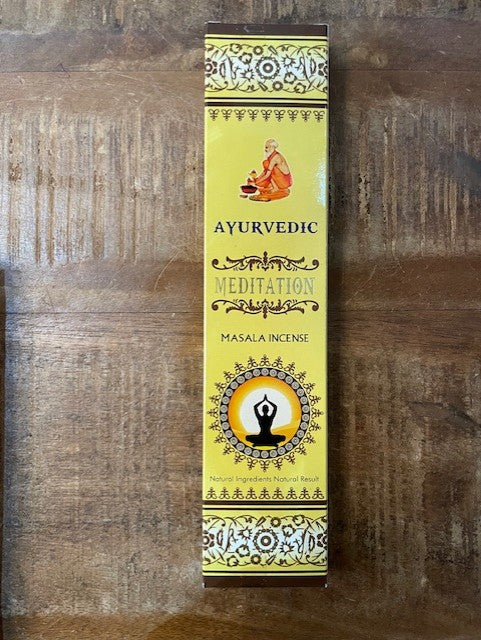 AYURVEDIC
MEDITATION
MASALA INCENSE
Natural Ingredients Natural Result